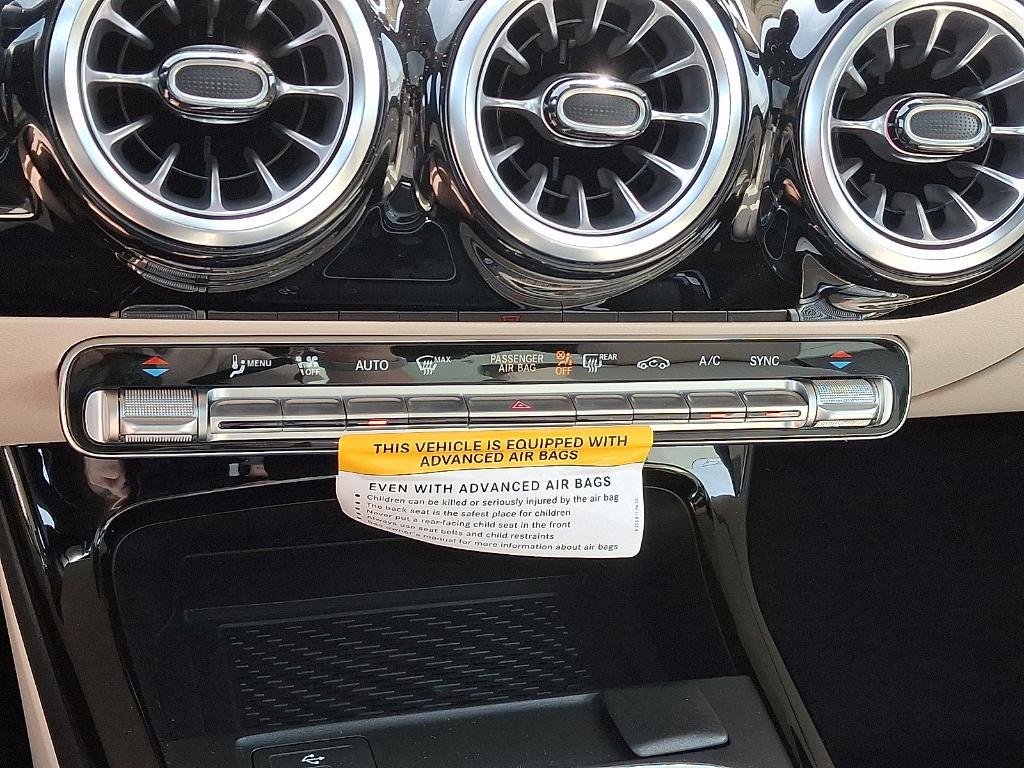 MENU
OFF
AUTO
MAX
PASSENGER
AIR BAG
OFF
REAR
A/C
SYNC
THIS VEHICLE IS EQUIPPED WITH
ADVANCED AIR BAGS
EVEN WITH ADVANCED AIR BAGS
• Children can be killed or seriously injured by the air bag
• The back seat is the safest place for children
• Never put a rear-facing child seat in the front
• Always use seat belts and child restraints
• See owner's manual for more information about air bags